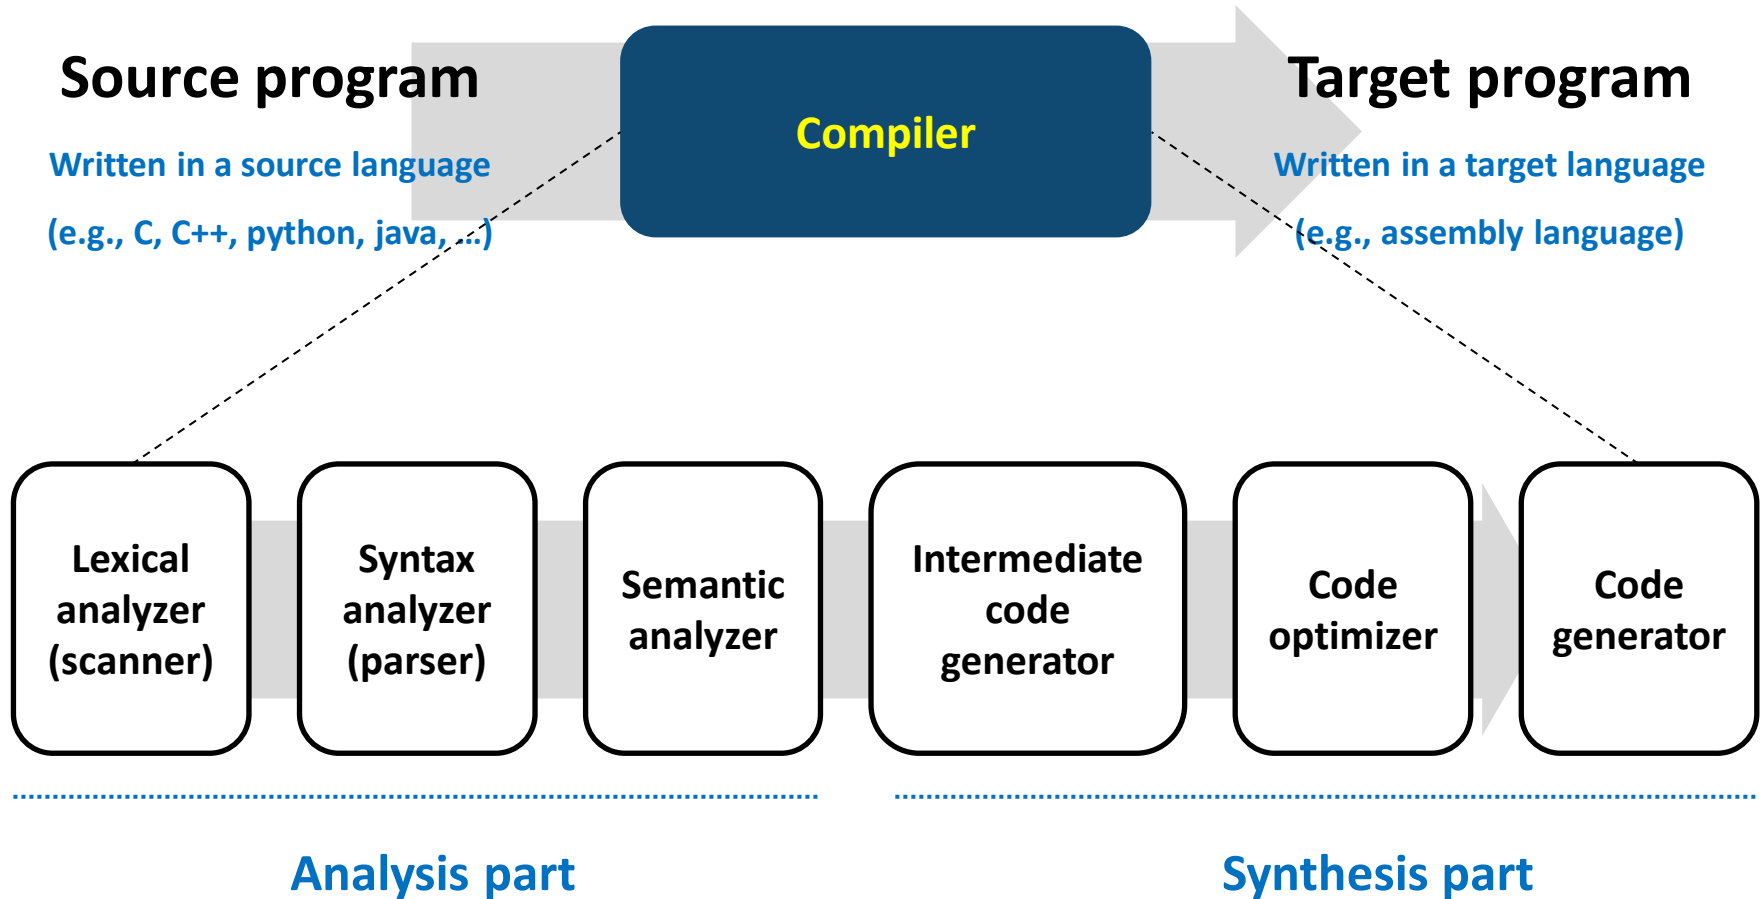 Source program
Written in a source language
(e.g., C, C++, python, java, …)
Compiler
Target program
Written in a target language
(e.g., assembly language)
Lexical
analyzer
(scanner)
Syntax
analyzer
(parser)
Semantic
analyzer
Intermediate
code
generator
Code
optimizer
Code
generator
Analysis part
Synthesis part